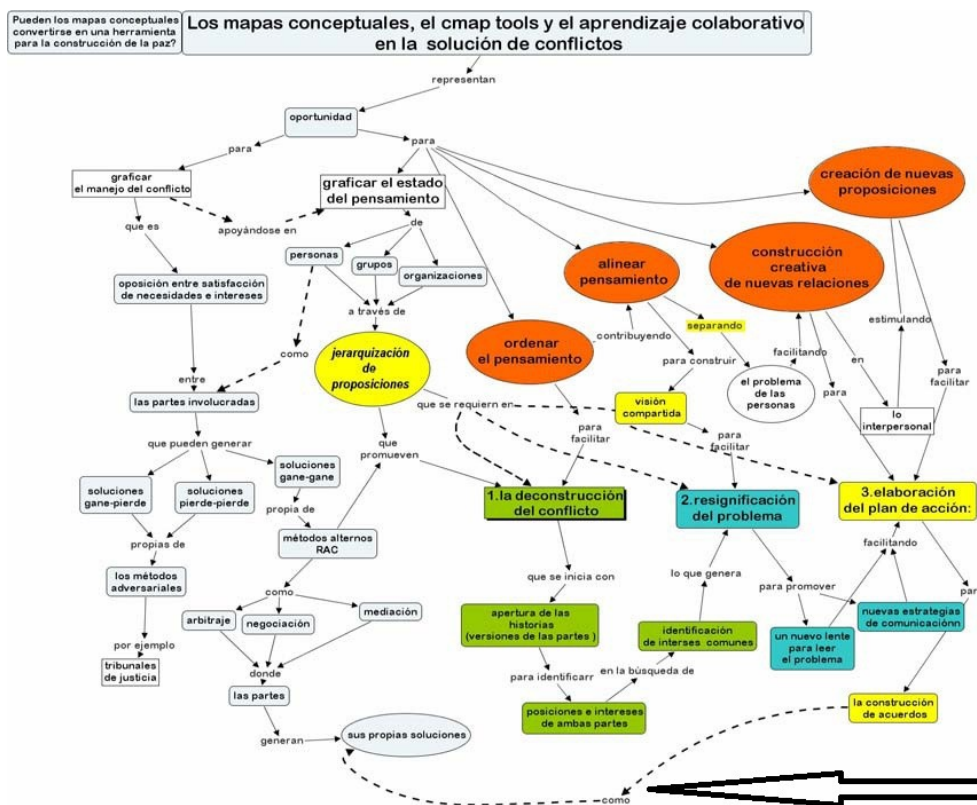 Pueden los mapas conceptuales
convertirse en una herramienta
para la construcción de la paz?
Los mapas conceptuales, el cmap tools y el aprendizaje colaborativo
en la solución de conflictos
representan
oportunidad
para
para
graficar
el manejo del conflicto
graficar el estado
del pensamiento
creación de nuevas
proposiciones
que es
apoyándose en
de
personas
grupos
organizaciones
alinear
pensamiento
construcción
creativa
de nuevas relaciones
oposición entre satisfacción
de necesidades e intereses
a través de
contribuyendo
separando
estimulando
como
jerarquización
de
proposiciones
ordenar
el pensamiento
para construir
facilitando
en
para
facilitar
entre
el problema
de las
personas
para
las partes involucradas
que se requiern en
visión
compartida
lo
interpersonal
que pueden generar
que
promueven
para
facilitar
para
facilitar
soluciones
gane-gane
soluciones
gane-pierde
soluciones
pierde-pierde
1.la deconstrucción
del conflicto
2.resignificación
del problema
3.elaboración
del plan de acción:
propia de
propias de
métodos alternos
RAC
facilitando
los métodos
adversariales
como
que se inicia con
lo que genera
para promover
par
arbitraje
negociación
mediación
apertura de las
historias
(versiones de las partes )
identificación
de interses comunes
nuevas estrategias
de comunicaciónn
un nuevo lente
para leer
el problema
por ejemplo
tribunales
de justicia
donde
para identificarr
en la búsqueda de
las partes
posiciones e intereses
de ambas partes
la construcción
de acuerdos
generan
sus propias soluciones
como